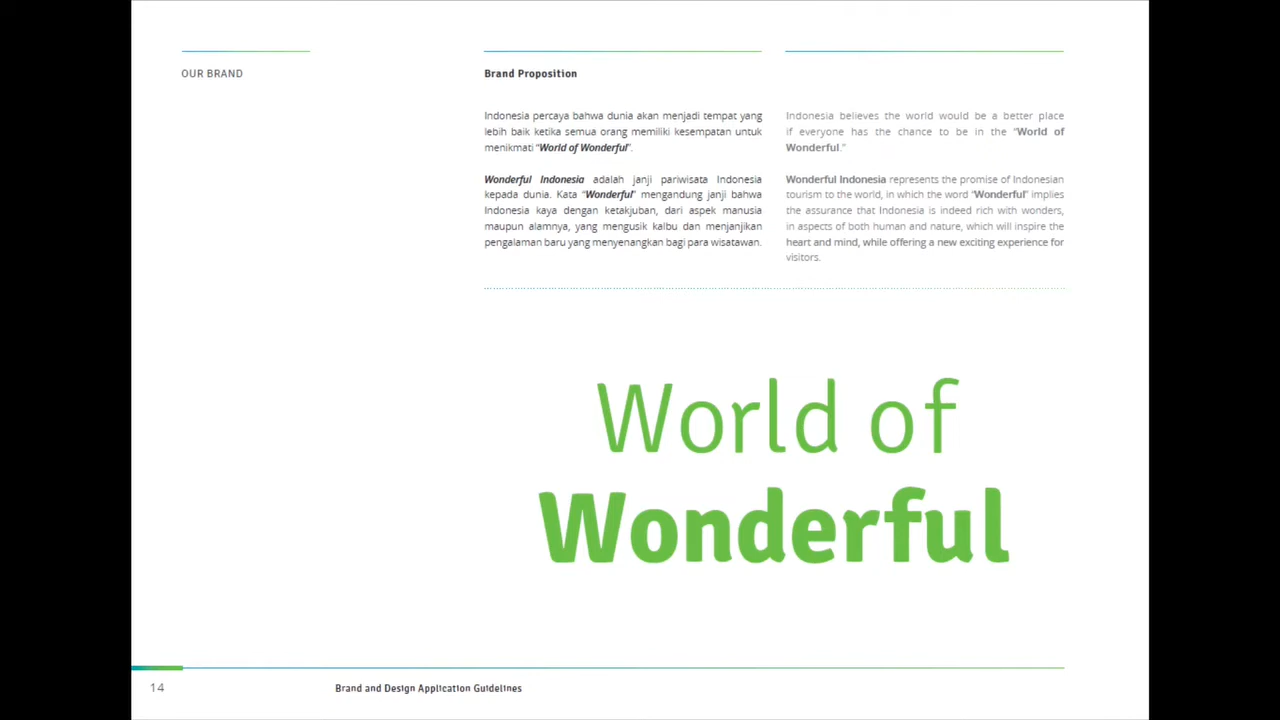 OUR BRAND
Brand Proposition
Indonesia percaya bahwa dunia akan menjadi tempat yang
lebih baik ketika semua orang memiliki kesempatan untuk
menikmati “World of Wonderful”.
Wonderful Indonesia adalah janji pariwisata Indonesia
kepada dunia. Kata “Wonderful” mengandung janji bahwa
Indonesia kaya dengan ketakjuban, dari aspek manusia
maupun alamnya, yang mengusik kalbu dan menjanjikan
pengalaman baru yang menyenangkan bagi para wisatawan.
Indonesia believes the world would be a better place
if everyone has the chance to be in the “World of
Wonderful.”
Wonderful Indonesia represents the promise of Indonesian
tourism to the world, in which the word “Wonderful” implies
the assurance that Indonesia is indeed rich with wonders,
in aspects of both human and nature, which will inspire the
heart and mind, while offering a new exciting experience for
visitors.
World of
Wonderful
14
Brand and Design Application Guidelines